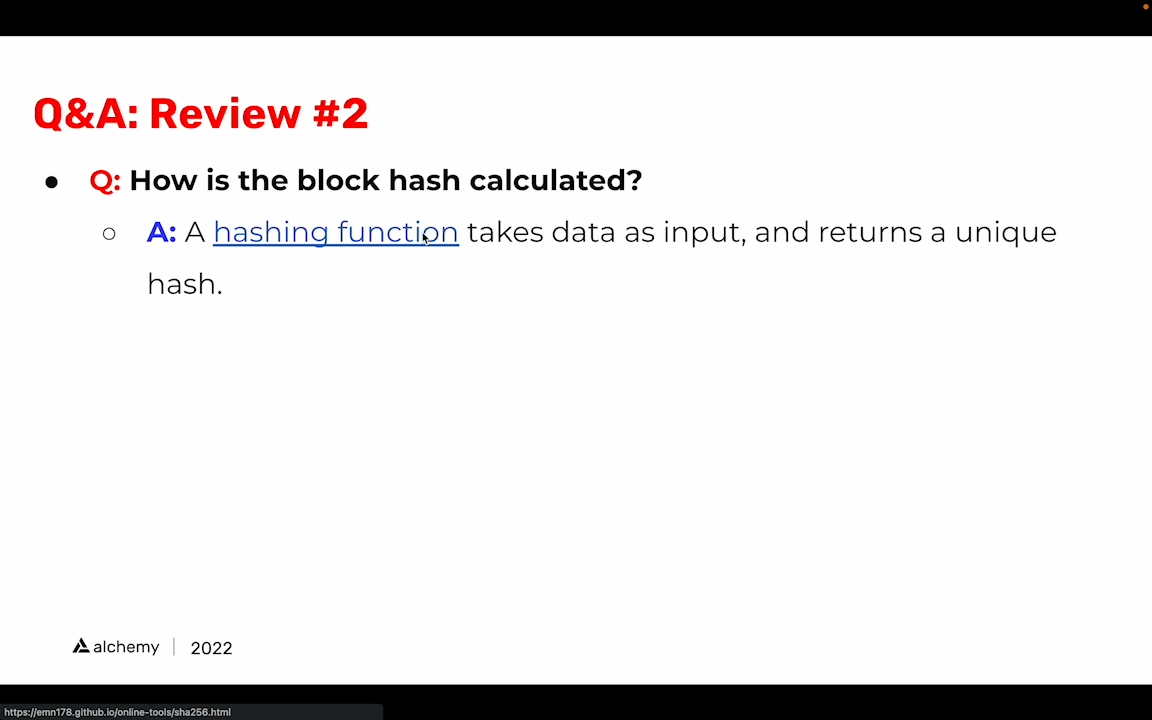 Q&A: Review #2
● Q: How is the block hash calculated?
○ A: A hashing function takes data as input, and returns a unique
hash.
alchemy | 2022
https://emn178.github.io/online-tools/sha256.html